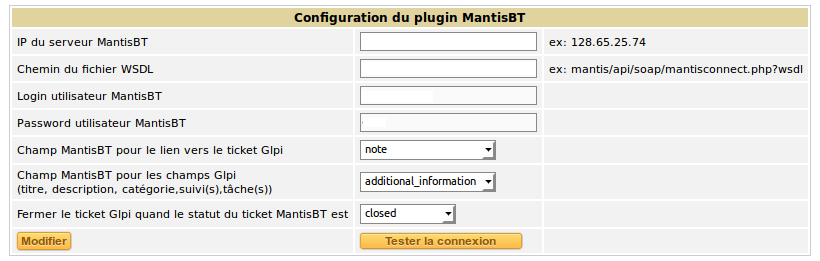 Configuration du plugin MantisBT
IP du serveur MantisBT ex: 128.65.25.74
Chemin du fichier WSDL ex: mantis/api/soap/mantisconnect.php?wsdl
Login utilisateur MantisBT
Password utilisateur MantisBT
Champ MantisBT pour le lien vers le ticket Glpi note
Champ MantisBT pour les champs Glpi
(titre, description, catégorie,suivi(s),tâche(s)) additional_information
Fermer le ticket Glpi quand le statut du ticket MantisBT est closed
Modifier Tester la connexion